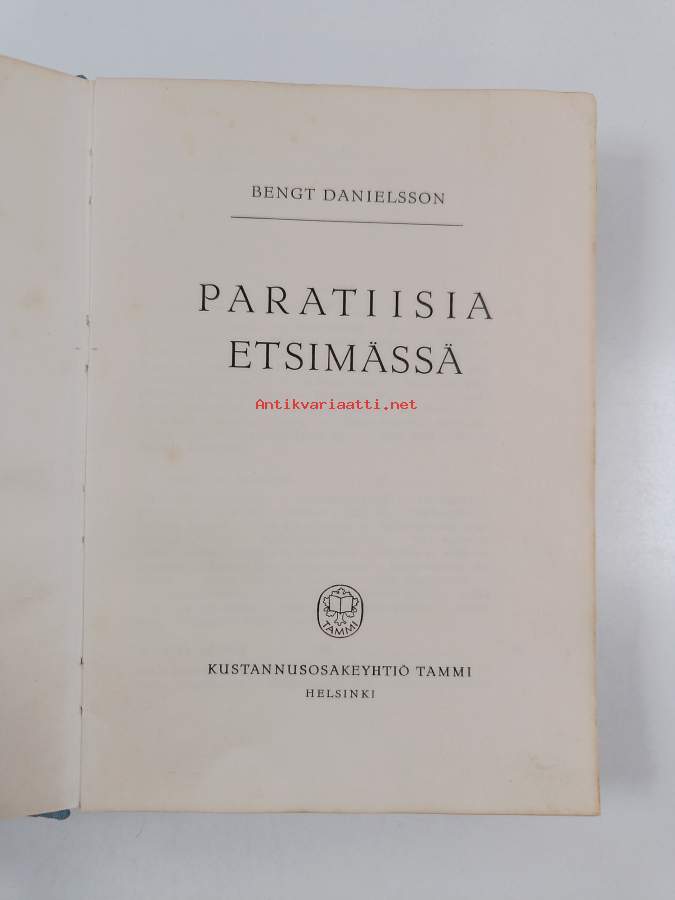 BENGT DANIELSSON
PARATIISIA
ETSIMÄSSÄ
Antikvariaatti.net
TAMMI
KUSTANNUSOSAKEYHTIÖ TAMMI
HELSINKI